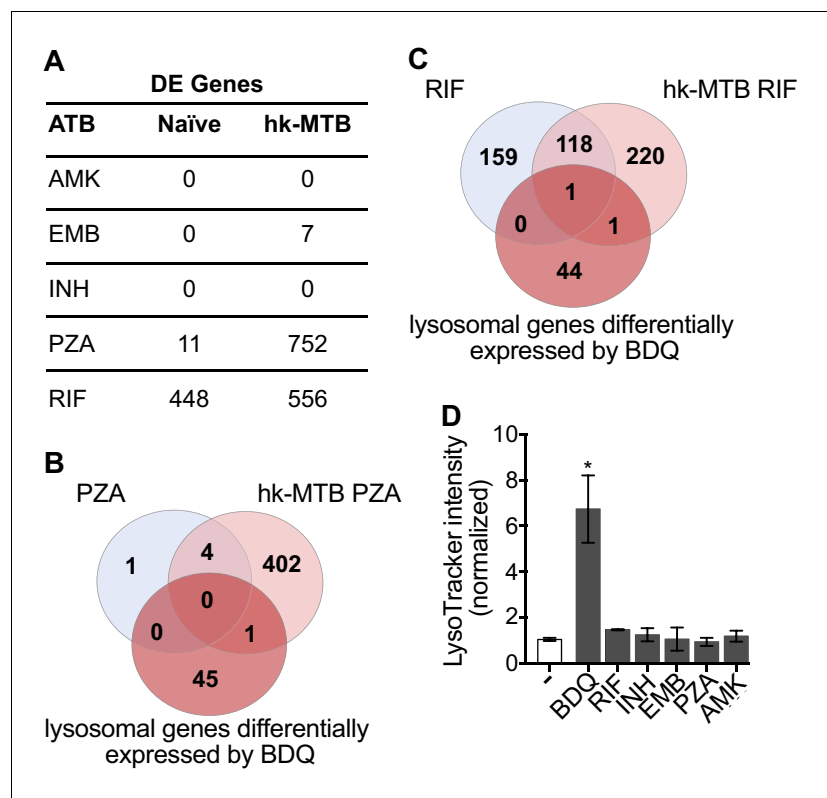 A
DE Genes
ATB Naïve hk-MTB
AMK 0 0
EMB 0 7
INH 0 0
PZA 11 752
RIF 448 556
B
PZA hk-MTB PZA
1 4 402
0
0 1
45
lysosomal genes differentially
expressed by BDQ
C
RIF hk-MTB RIF
159 118 220
1
0 1
44
lysosomal genes differentially
expressed by BDQ
D
LysoTracker intensity
(normalized)
10
8
6
4
2
0
*
- BDQ RIF INH EMB PZA AMK